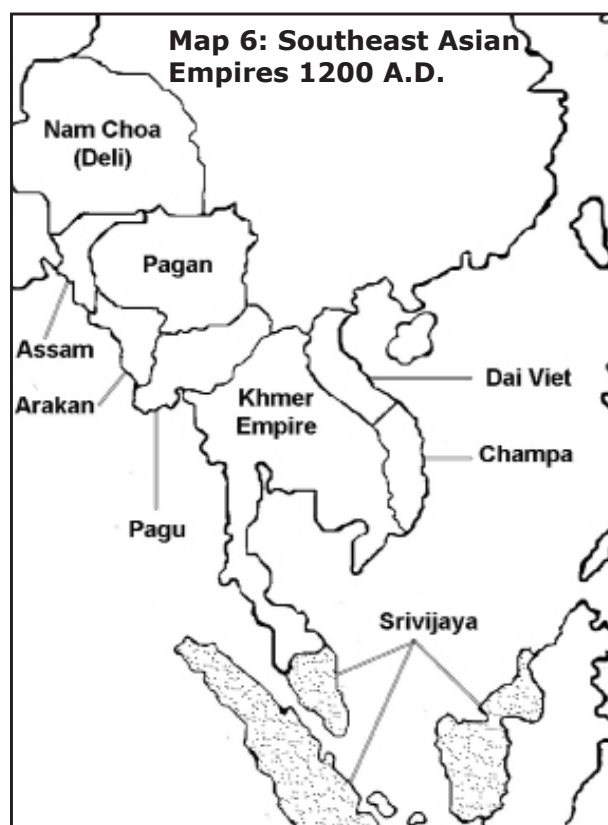 Map 6: Southeast Asian
Empires 1200 A.D.
Nam Choa
(Deli)
Pagan
Assam
Arakan
Khmer
Empire
Dai Viet
Champa
Pagu
Srivijaya